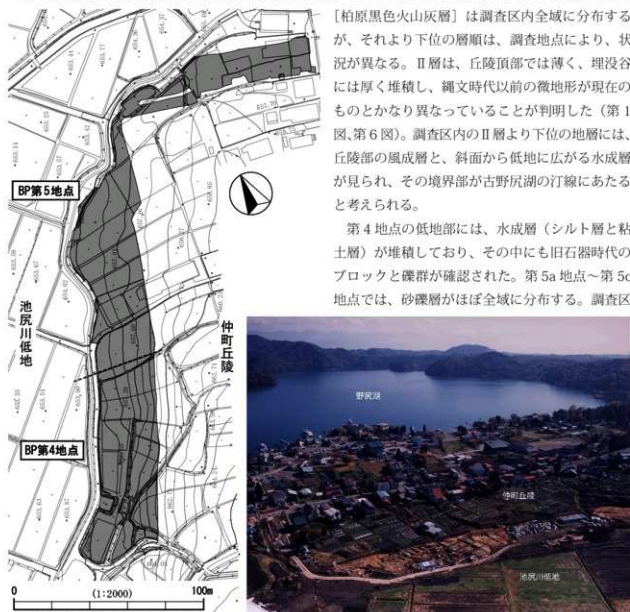 ［柏原黒色火山灰層］は調査区内全域に分布する
が、それより下位の層順は、調査地点により、状
況が異なる。Ⅱ層は、丘陵頂部では薄く、埋没谷
には厚く堆積し、縄文時代以前の微地形が現在の
ものとかなり異なっていることが判明した（第 1
図、第 6 図）。調査区内のⅡ層より下位の地層には、
丘陵部の風成層と、斜面から低地に広がる水成層
が見られ、その境界部が古野尻湖の汀線にあたる
と考えられる。
第 4 地点の低地部には、水成層（シルト層と粘
土層）が堆積しており、その中にも旧石器時代の
ブロックと礫群が確認された。第 5a 地点～第 5c
地点では、砂礫層がほぼ全域に分布する。調査区
BP第5地点
池尻川低地
仲町丘陵
BP第4地点
0 (1:2000) 100m
野尻湖
仲町丘陵
池尻川低地